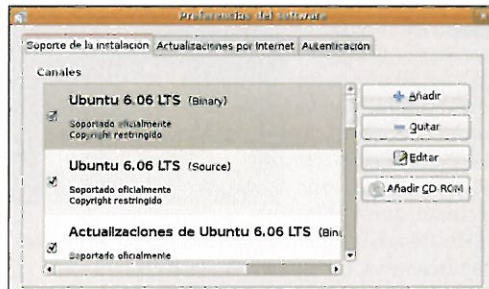 Preferencias del software
Soporte de la instalación Actualizaciones por Internet Autenticación
Canales
Ubuntu 6.06 LTS (Binary)
Soportado oficialmente
Copyright restringido
Ubuntu 6.06 LTS (Source)
Soportado oficialmente
Copyright restringido
Actualizaciones de Ubuntu 6.06 LTS (Bin
Soportado oficialmente
Añadir
Quitar
Editar
Añadir CD-ROM